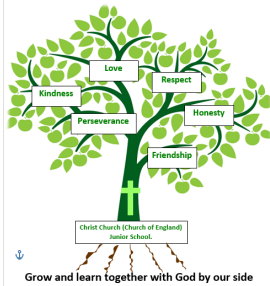 Love
Respect
Kindness
Honesty
Perseverance
Friendship
Christ Church (Church of England)
Junior School.
Grow and learn together with God by our side